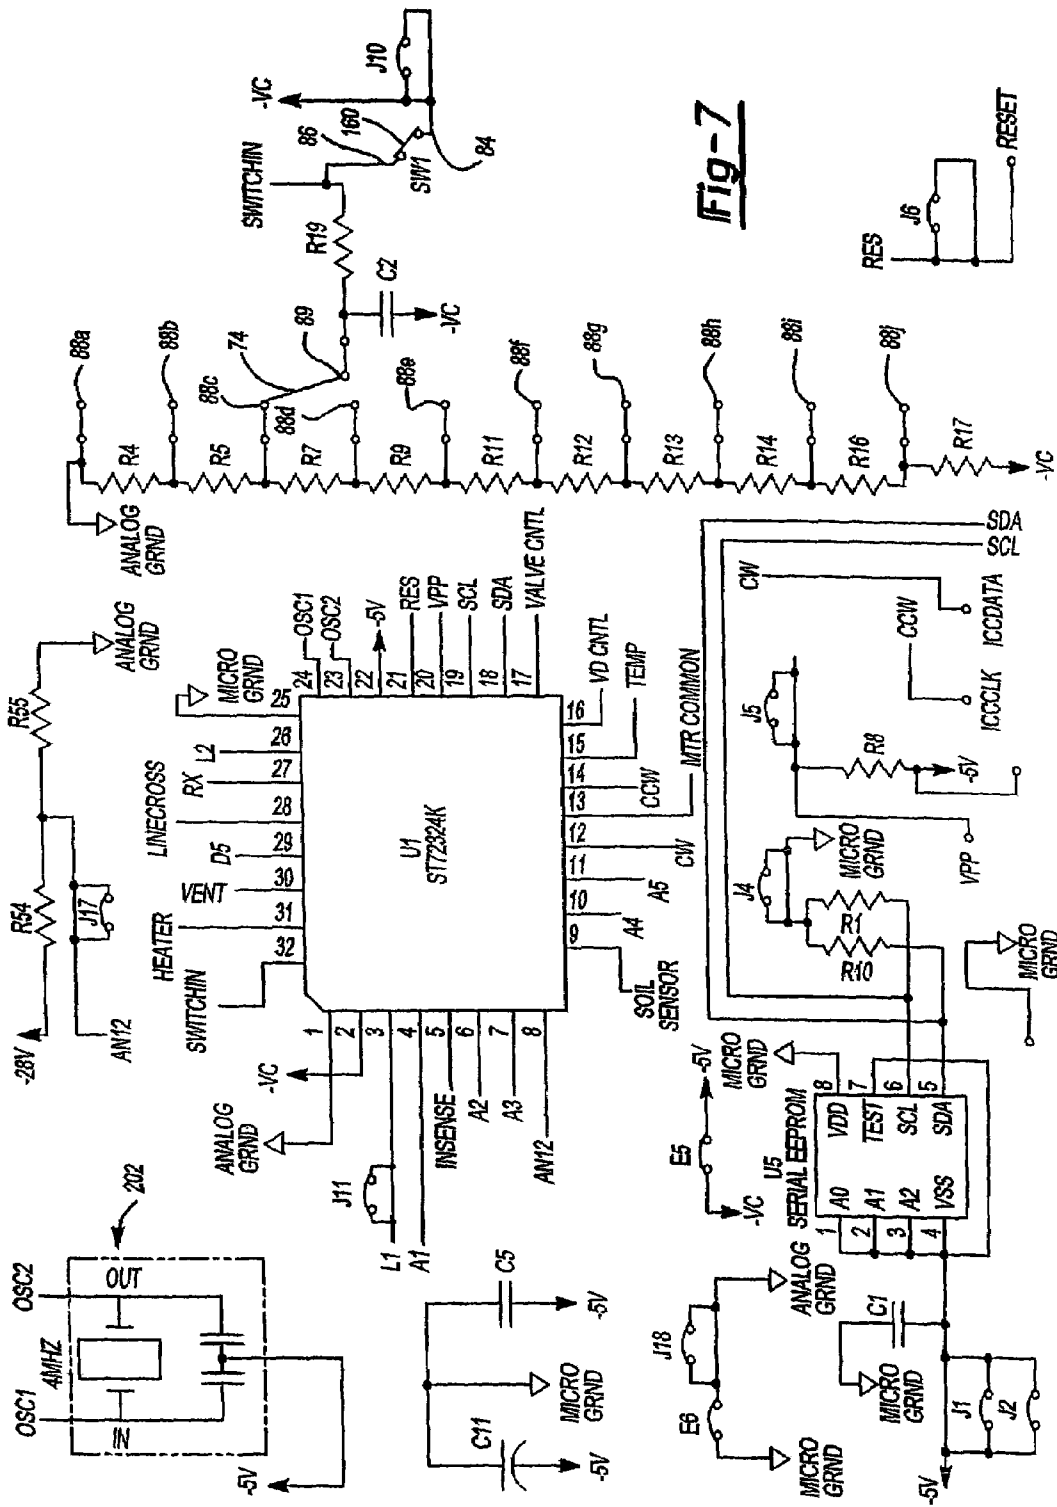 OSC1
OSC2
4MHZ
IN
OUT
202
-5V
-28V
R54
R55
J17
AN12
ANALOG
GRND
ANALOG
GRND
-VC
J11
L1
A1
INSENSE
A2
A3
AN12
1
2
3
4
5
6
7
8
SWITCHIN
HEATER
VENT
D5
LINECROSS
RX
L2
MICRO
GRND
32
31
30
29
28
27
26
25
U1
ST72324K
24
23
22
21
20
19
18
17
OSC1
OSC2
-5V
RES
VPP
SCL
SDA
VALVE CNTL
9
10
11
12
13
14
15
16
SOIL
SENSOR
A4
A5
CW
MTR COMMON
CCW
TEMP
VD CNTL
ANALOG
GRND
R4
R5
R7
R9
R11
R12
R13
R14
R16
R17
-VC
88a
88b
88c
88d
88e
88f
88g
88h
88i
88j
74
89
C2
-VC
R19
SWITCHIN
86
160
SW1
84
-VC
J10
Fig-7
RES
J6
RESET
C11
C5
-5V
MICRO
GRND
-5V
E6
J18
MICRO
GRND
ANALOG
GRND
-VC
E5
-5V
MICRO
GRND
C1
-5V
J1
J2
U5
SERIAL EEPROM
1
2
3
4
A0
A1
A2
VSS
VDD
TEST
SCL
SDA
8
7
6
5
MICRO
GRND
R10
R1
J4
MICRO
GRND
MICRO
GRND
VPP
J5
R8
-5V
ICCCLK
CCW
ICCDATA
CW
SCL
SDA